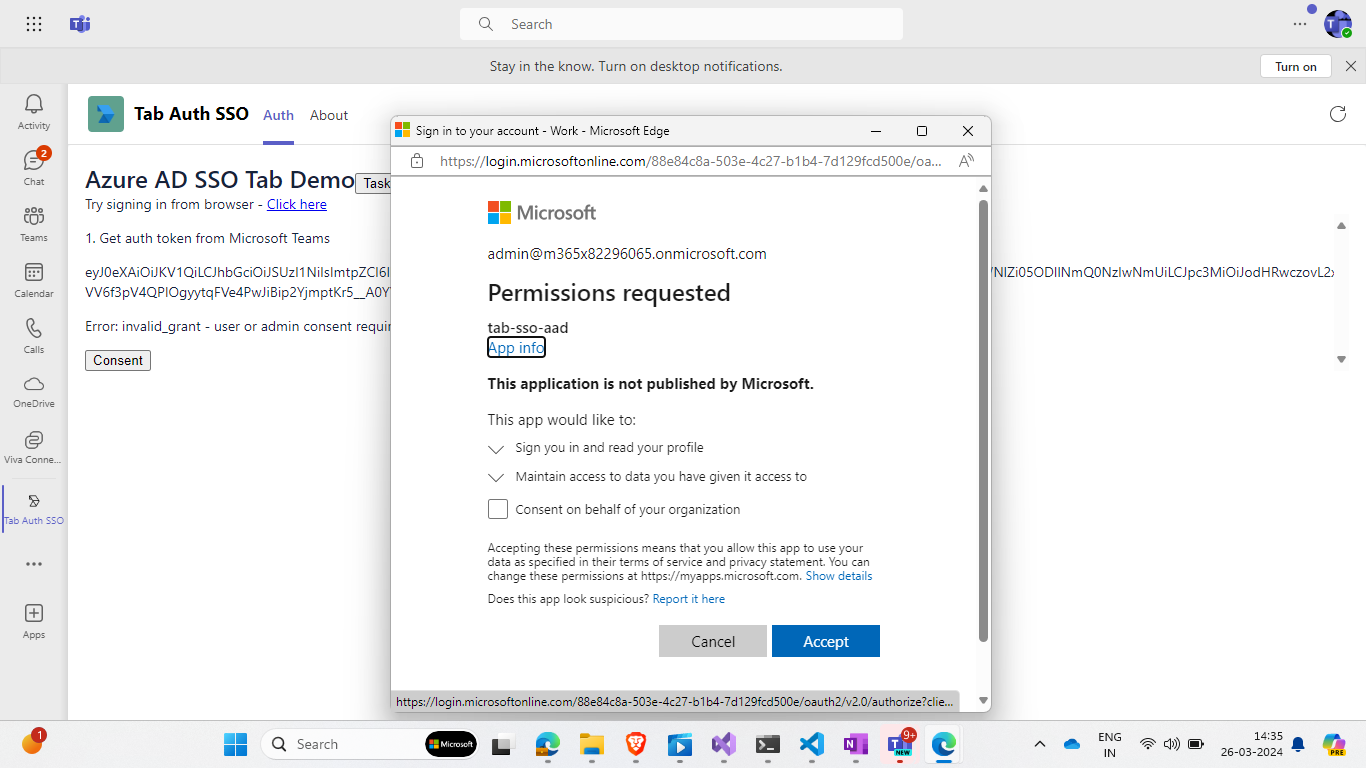 Search
Stay in the know. Turn on desktop notifications.
Turn on
Activity
2
Chat
Teams
Calendar
Calls
OneDrive
Viva Conne...
Tab Auth SSO
Apps
Tab Auth SSO
Auth
About
Azure AD SSO Tab Demo
Task
Try signing in from browser - Click here
1. Get auth token from Microsoft Teams
Error: invalid_grant - user or admin consent requir
Consent
Sign in to your account - Work - Microsoft Edge
https://login.microsoftonline.com/88e84c8a-503e-4c27-b1b4-7d129fcd500e/oa...
Microsoft
admin@m365x82296065.onmicrosoft.com
Permissions requested
tab-sso-aad
App info
This application is not published by Microsoft.
This app would like to:
Sign you in and read your profile
Maintain access to data you have given it access to
Consent on behalf of your organization
Accepting these permissions means that you allow this app to use your
data as specified in their terms of service and privacy statement. You can
change these permissions at https://myapps.microsoft.com. Show details
Does this app look suspicious? Report it here
Cancel
Accept
https://login.microsoftonline.com/88e84c8a-503e-4c27-b1b4-7d129fcd500e/oauth2/v2.0/authorize?clie...
1
Search
Microsoft
9+
NEW
ENG
IN
14:35
26-03-2024
PRE